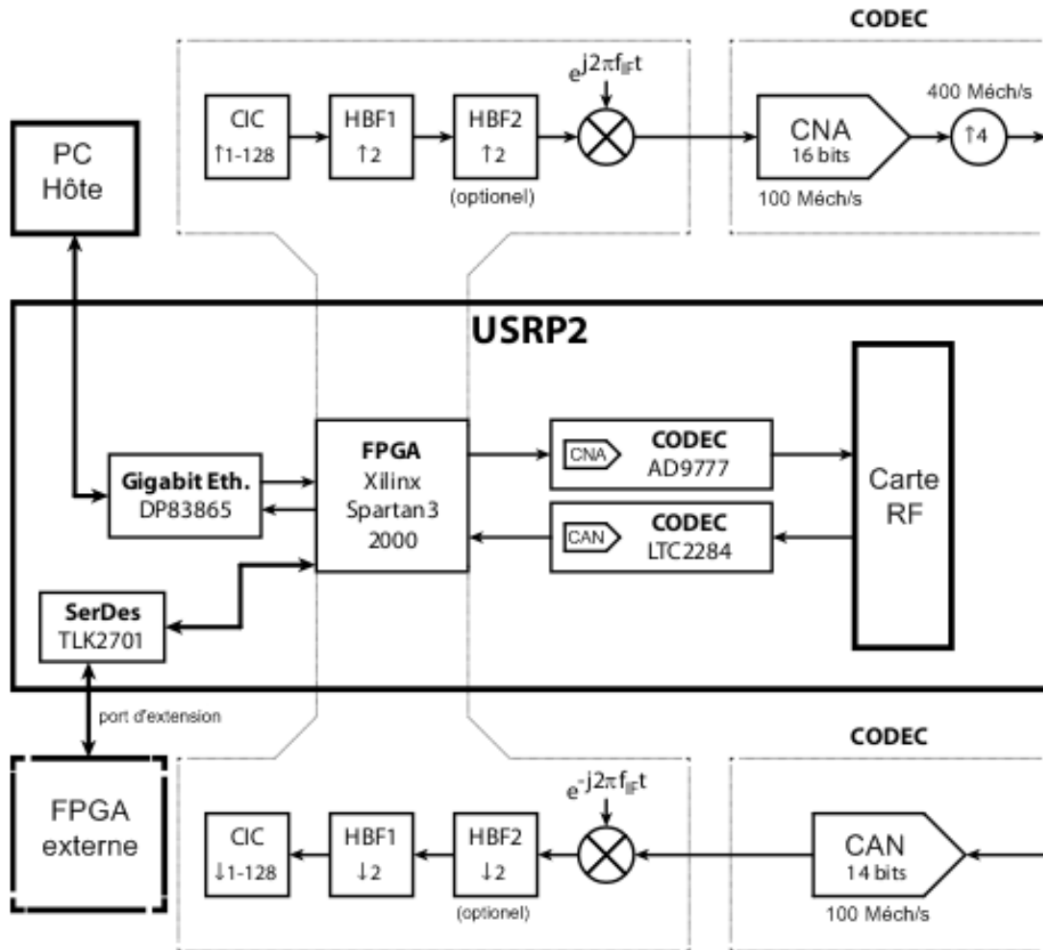 CODEC
e^j2πf_IF t
400 Méch/s
CIC
↑1-128
HBF1
↑2
HBF2
↑2
(optionel)
CNA
16 bits
↑4
100 Méch/s
PC
Hôte
USRP2
FPGA
Xilinx
Spartan3
2000
CNA
CODEC
AD9777
CAN
CODEC
LTC2284
Carte
RF
Gigabit Eth.
DP83865
SerDes
TLK2701
port d'extension
FPGA
externe
CODEC
e^-j2πf_IF t
CIC
↓1-128
HBF1
↓2
HBF2
↓2
(optionel)
CAN
14 bits
100 Méch/s